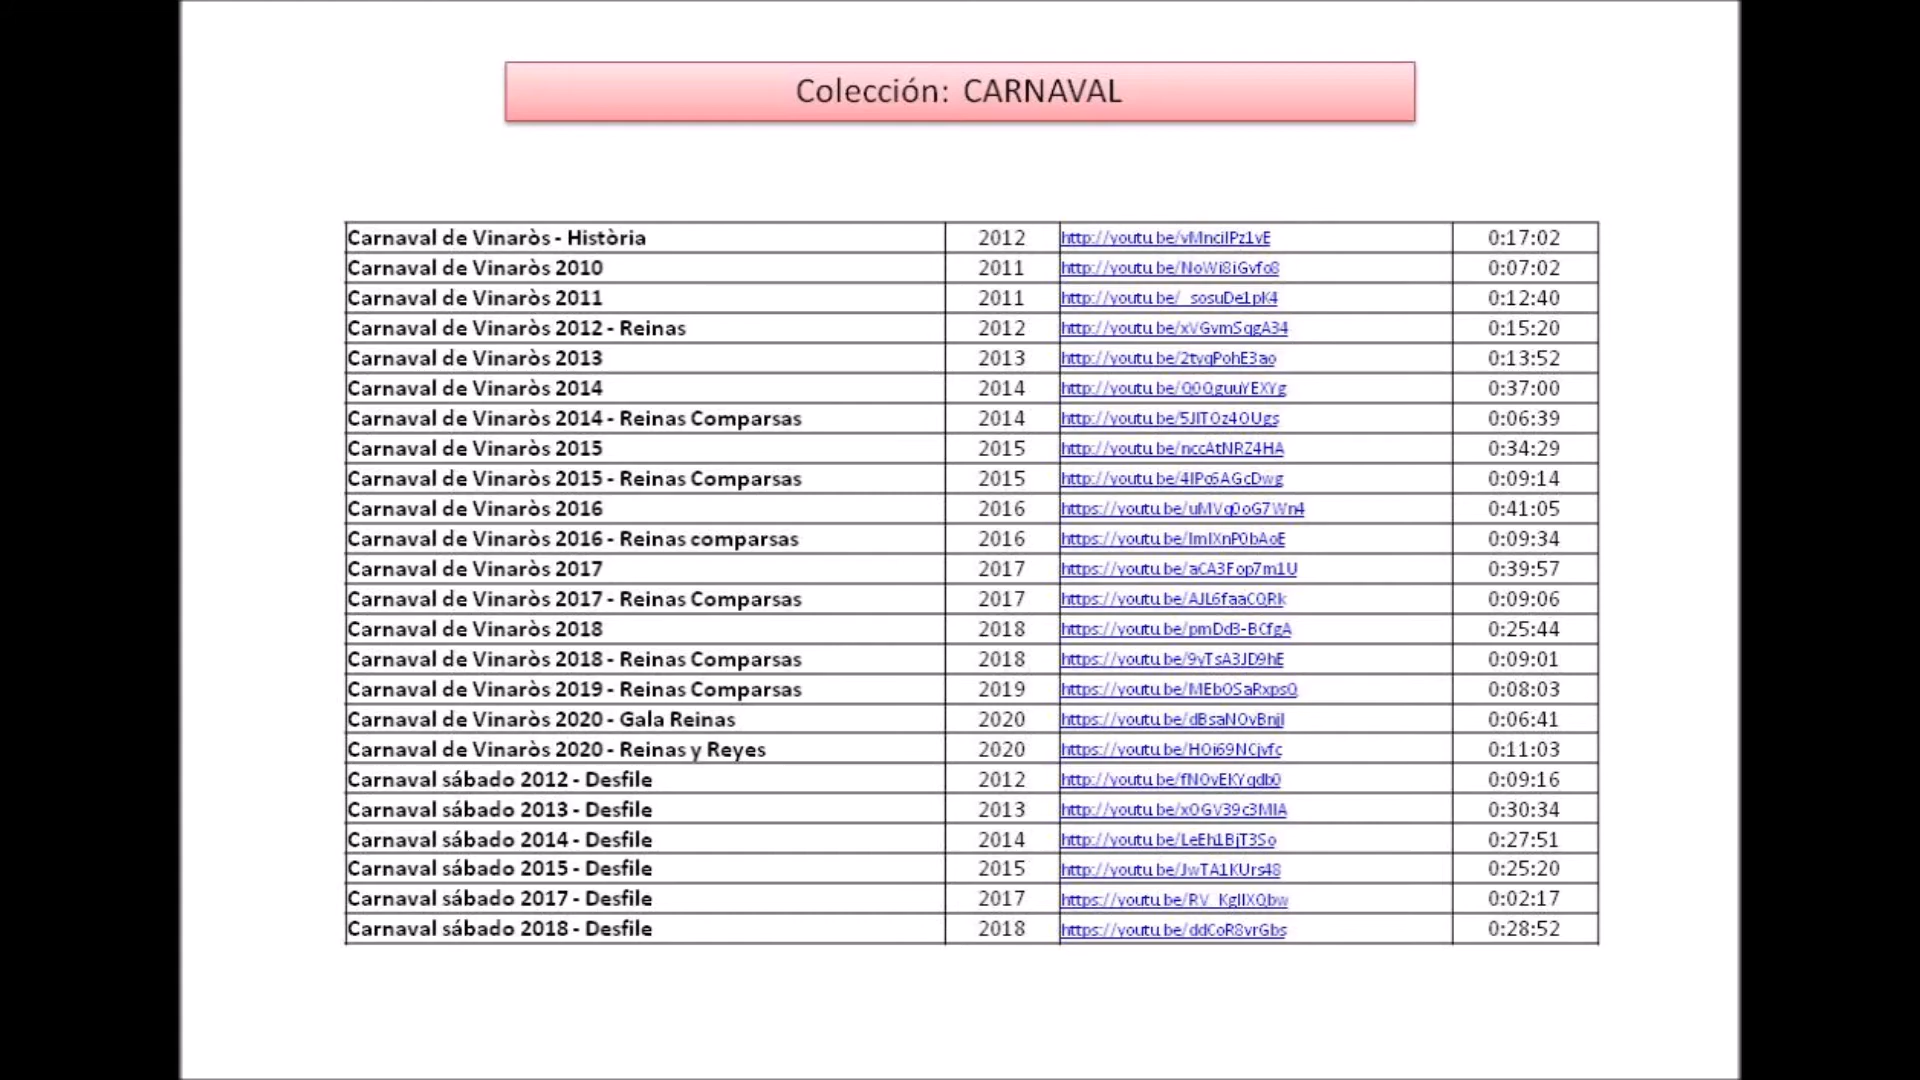 Colección: CARNAVAL
Carnaval de Vinaròs - Història 2012 http://youtu.be/vMncilPz1vE 0:17:02
Carnaval de Vinaròs 2010 2011 http://youtu.be/NoWi8iGvfo8 0:07:02
Carnaval de Vinaròs 2011 2011 http://youtu.be/_sosuDe1pK4 0:12:40
Carnaval de Vinaròs 2012 - Reinas 2012 http://youtu.be/xVGvmSqgA34 0:15:20
Carnaval de Vinaròs 2013 2013 http://youtu.be/2tvqPohE3ao 0:13:52
Carnaval de Vinaròs 2014 2014 http://youtu.be/Q0QguuYEXYg 0:37:00
Carnaval de Vinaròs 2014 - Reinas Comparsas 2014 http://youtu.be/5JITOz4OUgs 0:06:39
Carnaval de Vinaròs 2015 2015 http://youtu.be/nccAtNRZ4HA 0:34:29
Carnaval de Vinaròs 2015 - Reinas Comparsas 2015 http://youtu.be/4IPc6AGcDwg 0:09:14
Carnaval de Vinaròs 2016 2016 https://youtu.be/uMVq0oG7Wn4 0:41:05
Carnaval de Vinaròs 2016 - Reinas comparsas 2016 https://youtu.be/lmlXnP0bAoE 0:09:34
Carnaval de Vinaròs 2017 2017 https://youtu.be/aCA3Fop7m1U 0:39:57
Carnaval de Vinaròs 2017 - Reinas Comparsas 2017 https://youtu.be/AJL6faaCQRk 0:09:06
Carnaval de Vinaròs 2018 2018 https://youtu.be/pmDd3-BCfgA 0:25:44
Carnaval de Vinaròs 2018 - Reinas Comparsas 2018 https://youtu.be/9yTsA3JD9hE 0:09:01
Carnaval de Vinaròs 2019 - Reinas Comparsas 2019 https://youtu.be/MEbOSaRxpsQ 0:08:03
Carnaval de Vinaròs 2020 - Gala Reinas 2020 https://youtu.be/dBsaNOvBnjI 0:06:41
Carnaval de Vinaròs 2020 - Reinas y Reyes 2020 https://youtu.be/HOi69NCjvfc 0:11:03
Carnaval sábado 2012 - Desfile 2012 http://youtu.be/fNOvEKYqdb0 0:09:16
Carnaval sábado 2013 - Desfile 2013 http://youtu.be/xOGV39c3MIA 0:30:34
Carnaval sábado 2014 - Desfile 2014 http://youtu.be/LeEh1BjT3So 0:27:51
Carnaval sábado 2015 - Desfile 2015 http://youtu.be/JwTA1KUrs48 0:25:20
Carnaval sábado 2017 - Desfile 2017 https://youtu.be/RV_KglIXQbw 0:02:17
Carnaval sábado 2018 - Desfile 2018 https://youtu.be/ddCoR8vrGbs 0:28:52